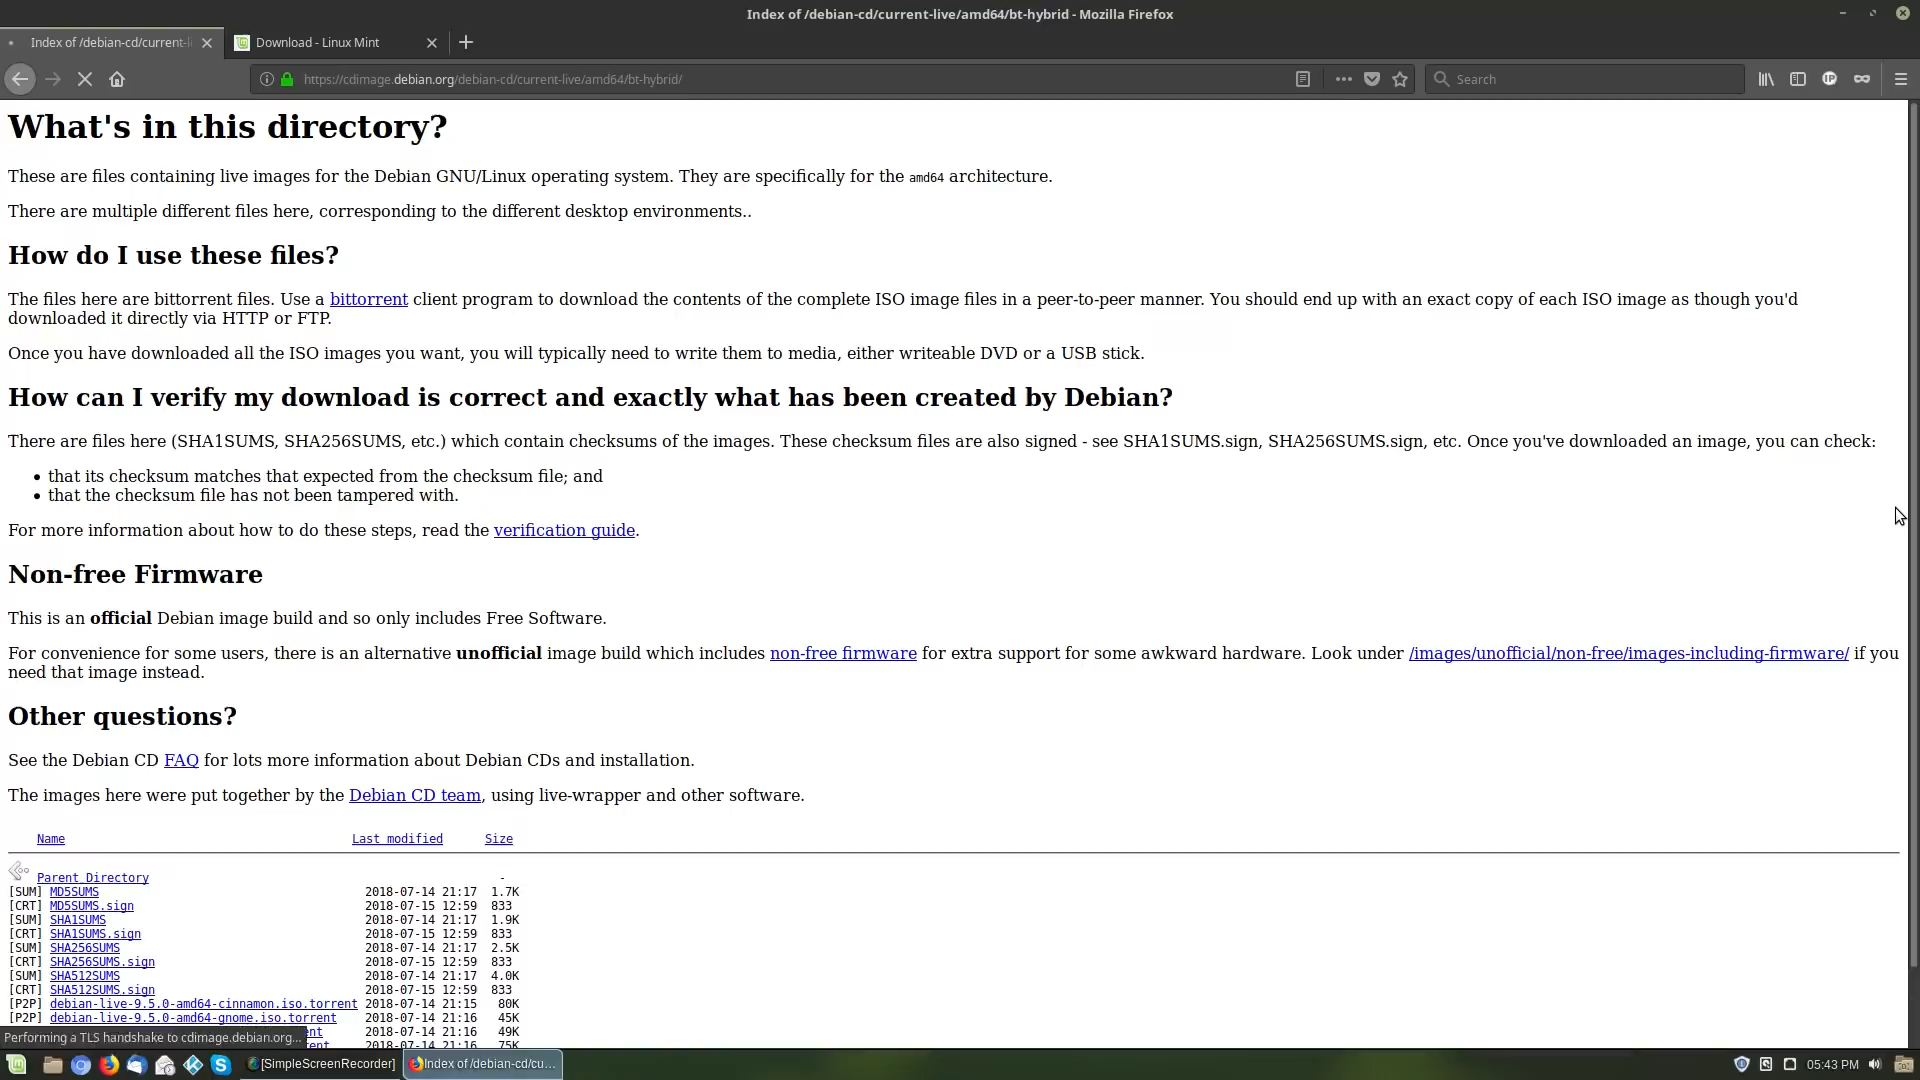 Index of /debian-cd/current-live/amd64/bt-hybrid - Mozilla Firefox
Index of /debian-cd/current-li
Download - Linux Mint
https://cdimage.debian.org/debian-cd/current-live/amd64/bt-hybrid/
Search
What's in this directory?
These are files containing live images for the Debian GNU/Linux operating system. They are specifically for the amd64 architecture.
There are multiple different files here, corresponding to the different desktop environments..
How do I use these files?
The files here are bittorrent files. Use a bittorrent client program to download the contents of the complete ISO image files in a peer-to-peer manner. You should end up with an exact copy of each ISO image as though you'd
downloaded it directly via HTTP or FTP.
Once you have downloaded all the ISO images you want, you will typically need to write them to media, either writeable DVD or a USB stick.
How can I verify my download is correct and exactly what has been created by Debian?
There are files here (SHA1SUMS, SHA256SUMS, etc.) which contain checksums of the images. These checksum files are also signed - see SHA1SUMS.sign, SHA256SUMS.sign, etc. Once you've downloaded an image, you can check:
• that its checksum matches that expected from the checksum file; and
• that the checksum file has not been tampered with.
For more information about how to do these steps, read the verification guide.
Non-free Firmware
This is an official Debian image build and so only includes Free Software.
For convenience for some users, there is an alternative unofficial image build which includes non-free firmware for extra support for some awkward hardware. Look under /images/unofficial/non-free/images-including-firmware/ if you
need that image instead.
Other questions?
See the Debian CD FAQ for lots more information about Debian CDs and installation.
The images here were put together by the Debian CD team, using live-wrapper and other software.
Name Last modified Size
Parent Directory -
[SUM] MD5SUMS 2018-07-14 21:17 1.7K
[CRT] MD5SUMS.sign 2018-07-15 12:59 833
[SUM] SHA1SUMS 2018-07-14 21:17 1.9K
[CRT] SHA1SUMS.sign 2018-07-15 12:59 833
[SUM] SHA256SUMS 2018-07-14 21:17 2.5K
[CRT] SHA256SUMS.sign 2018-07-15 12:59 833
[SUM] SHA512SUMS 2018-07-14 21:17 4.0K
[CRT] SHA512SUMS.sign 2018-07-15 12:59 833
[P2P] debian-live-9.5.0-amd64-cinnamon.iso.torrent 2018-07-14 21:15 80K
[P2P] debian-live-9.5.0-amd64-gnome.iso.torrent 2018-07-14 21:16 45K
ent 2018-07-14 21:16 49K
rent 2018-07-14 21:16 75K
Performing a TLS handshake to cdimage.debian.org...
[SimpleScreenRecorder]
Index of /debian-cd/cu...
05:43 PM